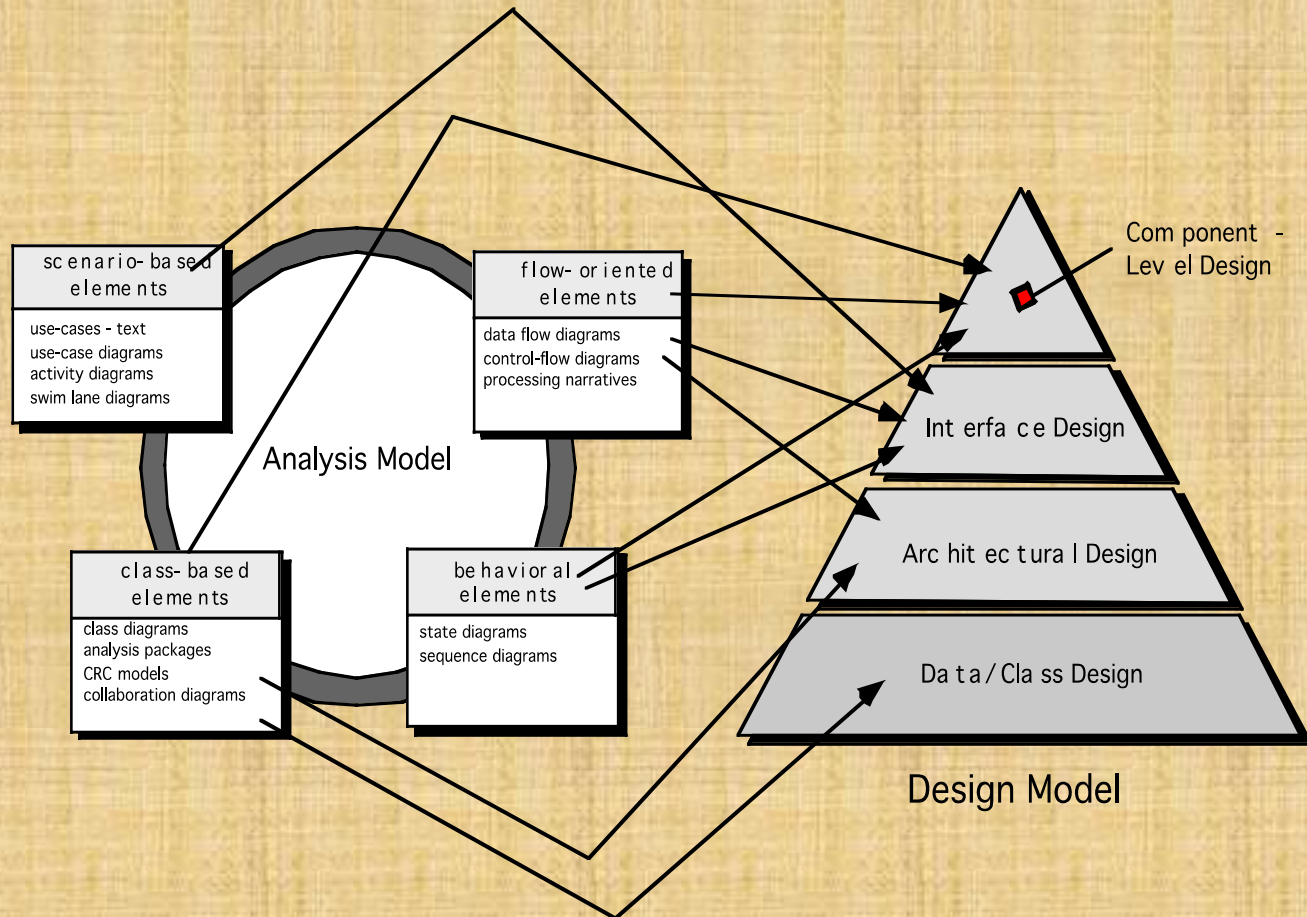 scenario-based
elements
use-cases - text
use-case diagrams
activity diagrams
swim lane diagrams
flow-oriented
elements
data flow diagrams
control-flow diagrams
processing narratives
Analysis Model
class-based
elements
class diagrams
analysis packages
CRC models
collaboration diagrams
behavioral
elements
state diagrams
sequence diagrams
Component -
Level Design
Interface Design
Architectural Design
Data/Class Design
Design Model